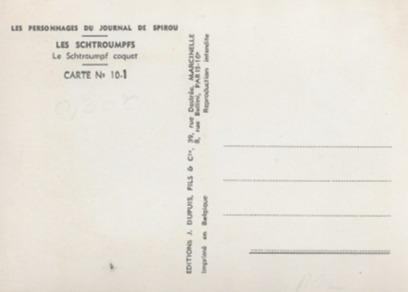 LES PERSONNAGES DU JOURNAL DE SPIROU
LES SCHTROUMPFS
Le Schtroumpf coquet
CARTE Nº 10-1
EDITIONS J. DUPUIS, FILS & Cie, 39, rue Destrée, MARCINELLE
8, rue Bellini, PARIS-16e
Imprimé en Belgique
Reproduction interdite